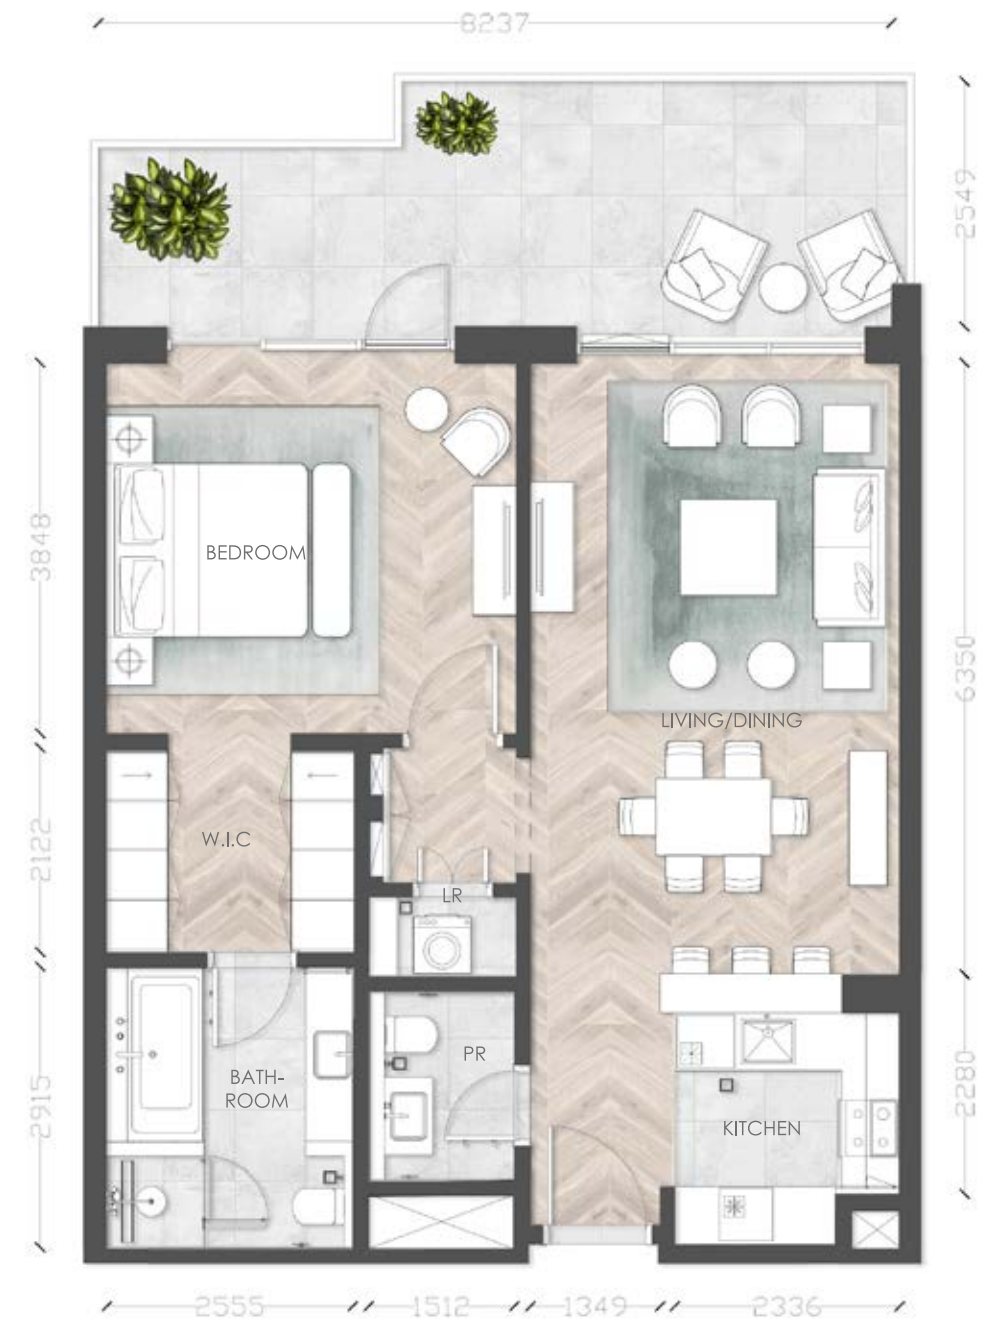 8237
2549
3848
BEDROOM
6350
LIVING/DINING
2122
W.I.C
LR
2915
PR
BATH-
ROOM
KITCHEN
2280
2555
1512
1349
2336